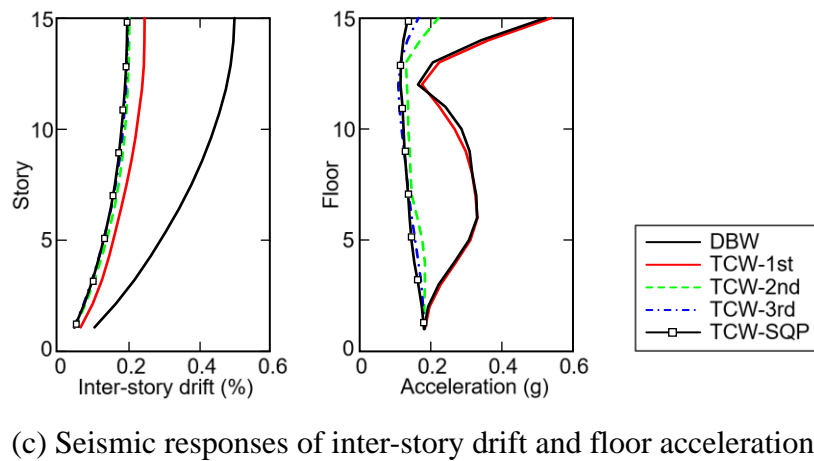 15
10
5
0
Story
0
0.2
0.4
0.6
Inter-story drift (%)
15
10
5
0
Floor
0
0.2
0.4
0.6
Acceleration (g)
DBW
TCW-1st
TCW-2nd
TCW-3rd
TCW-SQP
(c) Seismic responses of inter-story drift and floor acceleration